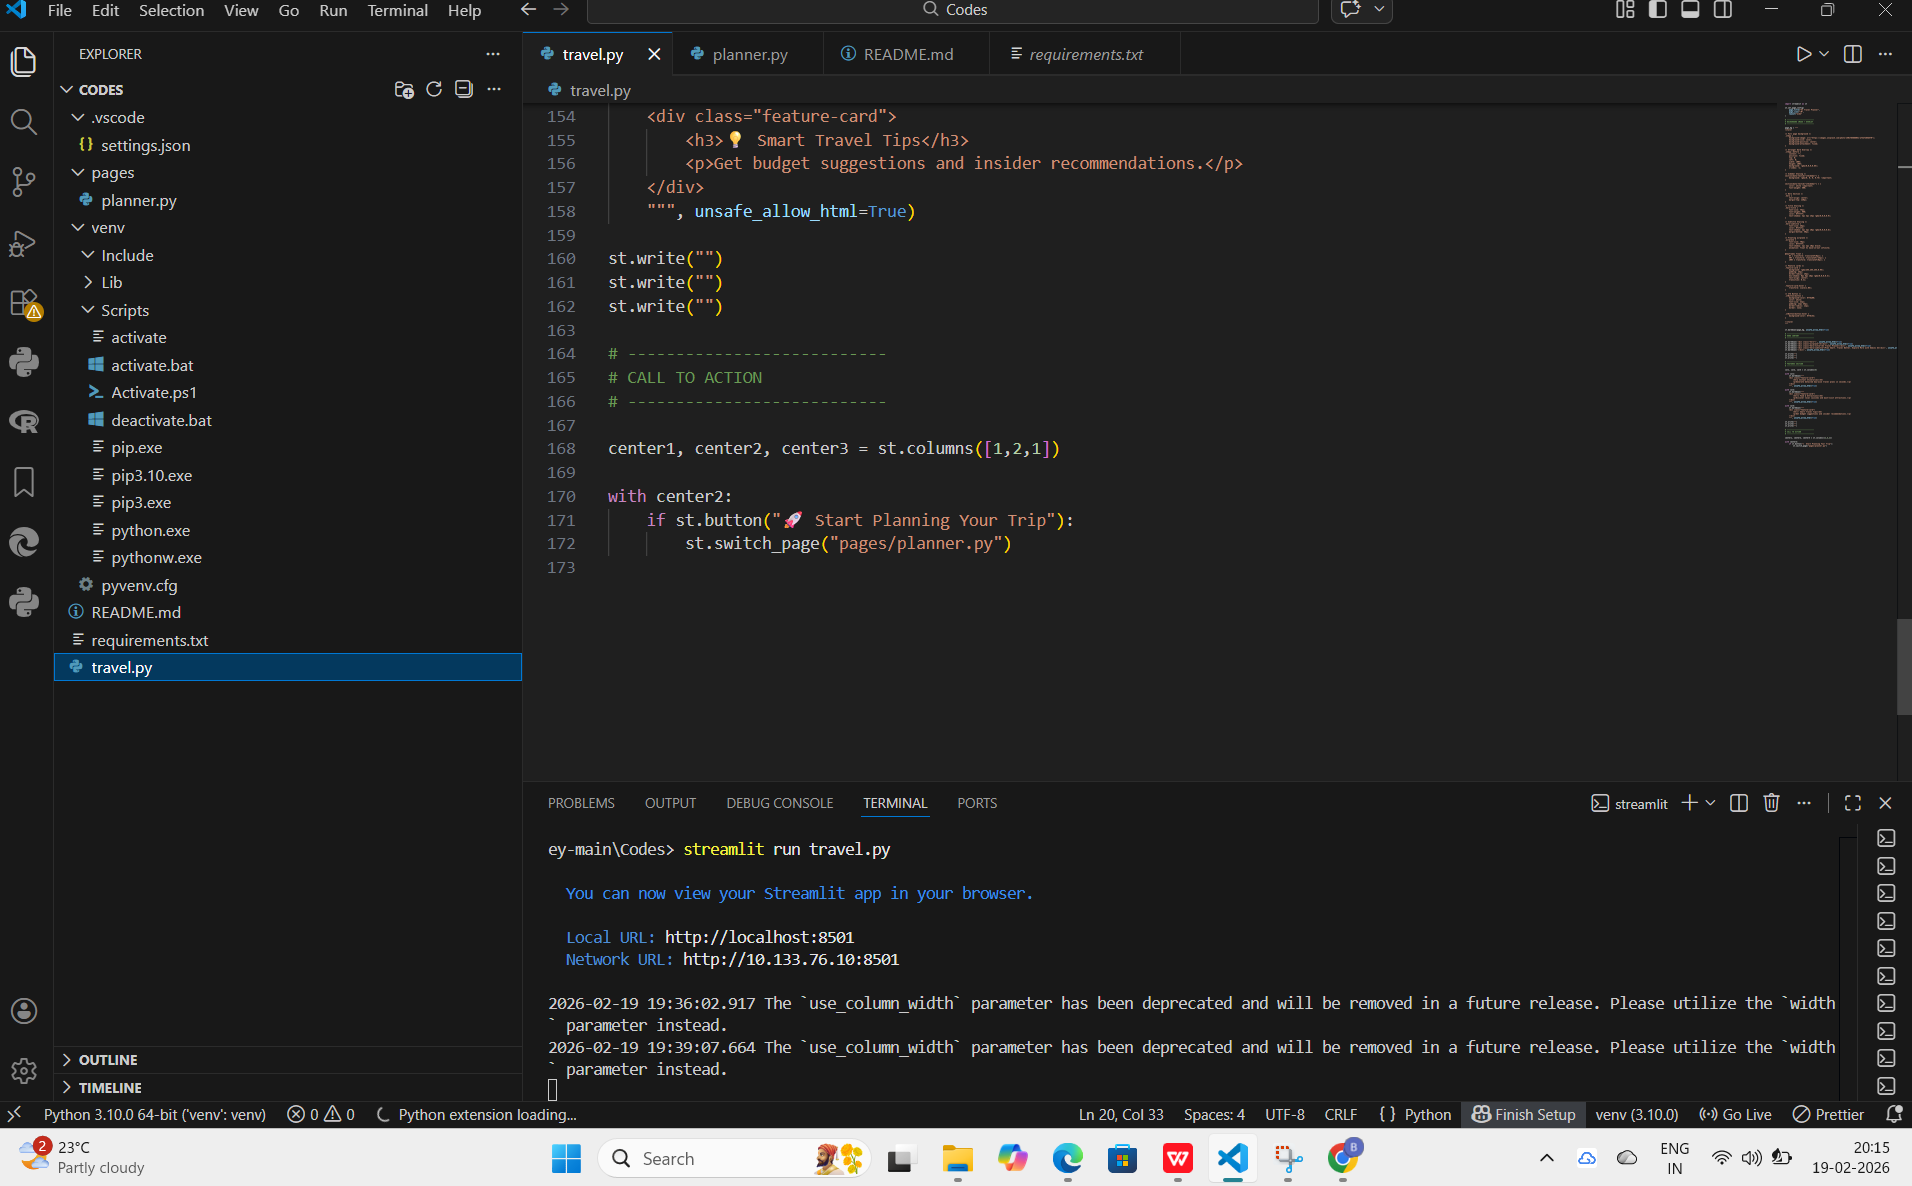 File Edit Selection View Go Run Terminal Help
Codes
EXPLORER
CODES
.vscode
settings.json
pages
planner.py
venv
Include
Lib
Scripts
activate
activate.bat
Activate.ps1
deactivate.bat
pip.exe
pip3.10.exe
pip3.exe
python.exe
pythonw.exe
pyvenv.cfg
README.md
requirements.txt
travel.py
OUTLINE
TIMELINE
travel.py planner.py README.md requirements.txt
travel.py
154 <div class="feature-card">
155 <h3>💡 Smart Travel Tips</h3>
156 <p>Get budget suggestions and insider recommendations.</p>
157 </div>
158 """, unsafe_allow_html=True)
159
160 st.write("")
161 st.write("")
162 st.write("")
163
164 # ---------------------------
165 # CALL TO ACTION
166 # ---------------------------
167
168 center1, center2, center3 = st.columns([1,2,1])
169
170 with center2:
171 if st.button("🚀 Start Planning Your Trip"):
172 st.switch_page("pages/planner.py")
173
PROBLEMS OUTPUT DEBUG CONSOLE TERMINAL PORTS
streamlit
ey-main\Codes> streamlit run travel.py
You can now view your Streamlit app in your browser.
Local URL: http://localhost:8501
Network URL: http://10.133.76.10:8501
2026-02-19 19:36:02.917 The `use_column_width` parameter has been deprecated and will be removed in a future release. Please utilize the `width
` parameter instead.
2026-02-19 19:39:07.664 The `use_column_width` parameter has been deprecated and will be removed in a future release. Please utilize the `width
` parameter instead.
Python 3.10.0 64-bit ('venv': venv) 0 0 Python extension loading... Ln 20, Col 33 Spaces: 4 UTF-8 CRLF { } Python Finish Setup venv (3.10.0) Go Live Prettier
2
23°C
Partly cloudy
Search
W
B
ENG
IN
20:15
19-02-2026